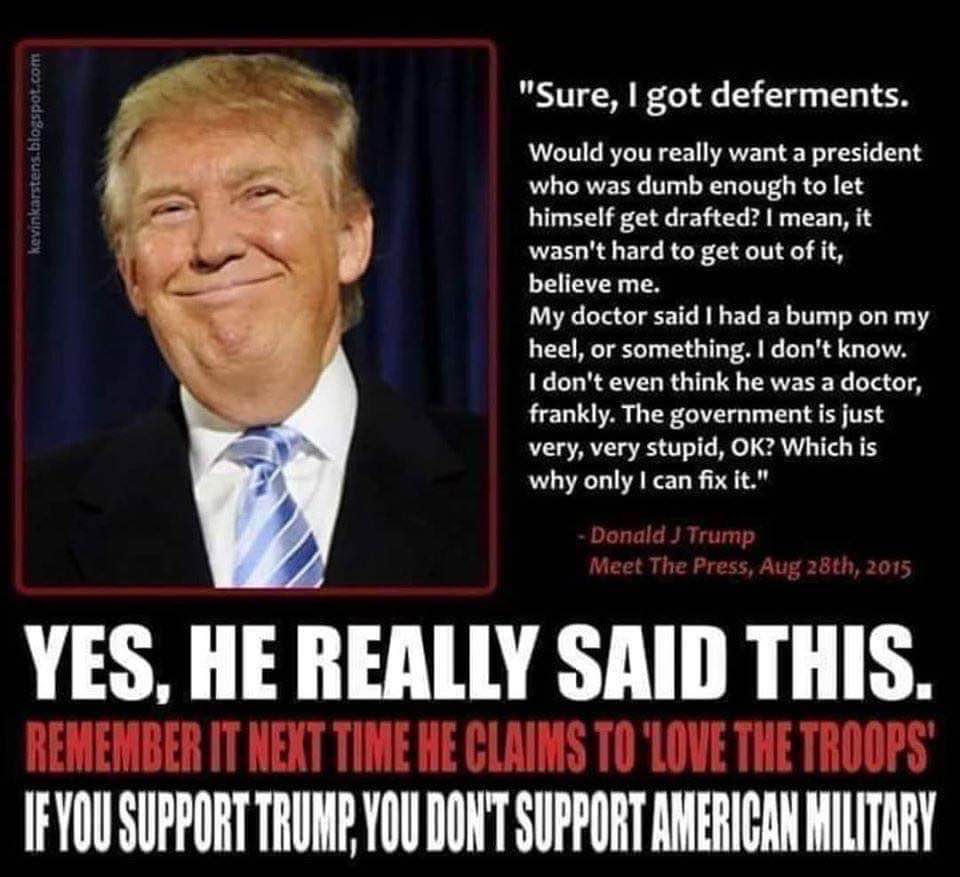 kevinkarstens.blogspot.com
"Sure, I got deferments.
Would you really want a president
who was dumb enough to let
himself get drafted? I mean, it
wasn't hard to get out of it,
believe me.
My doctor said I had a bump on my
heel, or something. I don't know.
I don't even think he was a doctor,
frankly. The government is just
very, very stupid, OK? Which is
why only I can fix it."
- Donald J Trump
Meet The Press, Aug 28th, 2015
YES, HE REALLY SAID THIS.
REMEMBER IT NEXT TIME HE CLAIMS TO 'LOVE THE TROOPS'
IF YOU SUPPORT TRUMP, YOU DON'T SUPPORT AMERICAN MILITARY